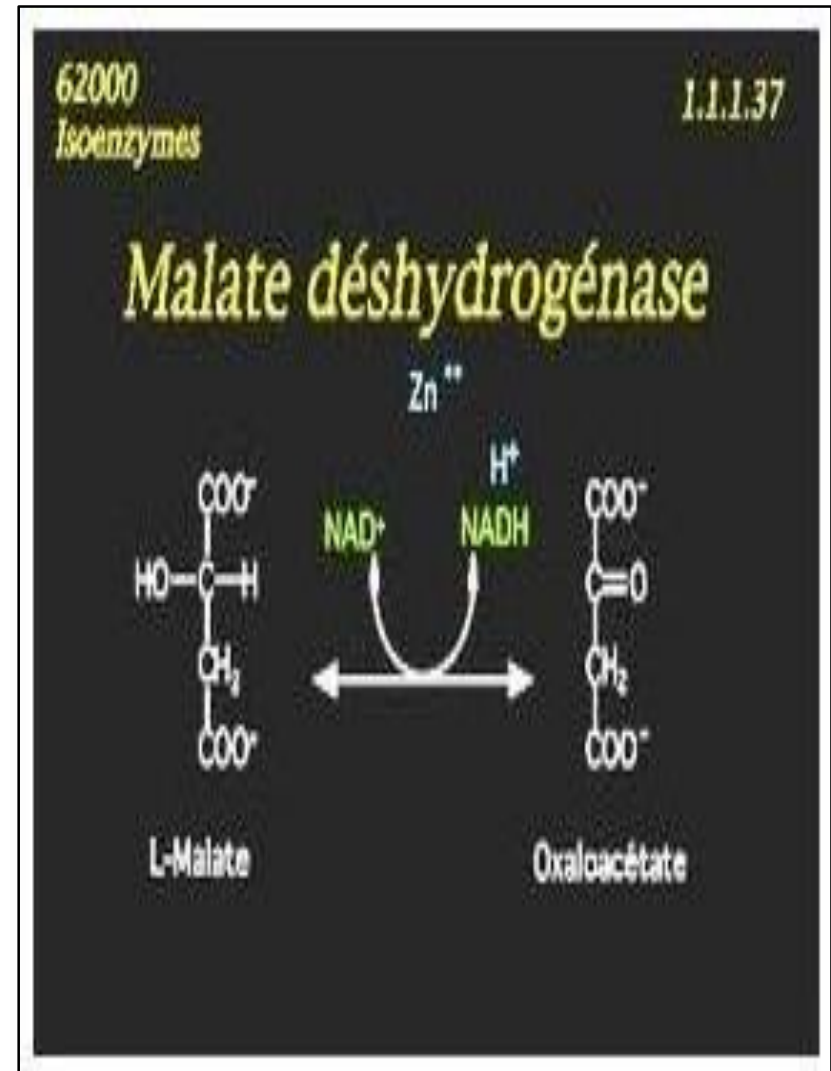 62000
Isoenzymes
1.1.1.37
Malate déshydrogénase
Zn⁺⁺
H⁺
NAD⁺
NADH
COO⁻
HO–C–H
CH₂
COO⁻
COO⁻
C=O
CH₂
COO⁻
L-Malate
Oxaloacétate